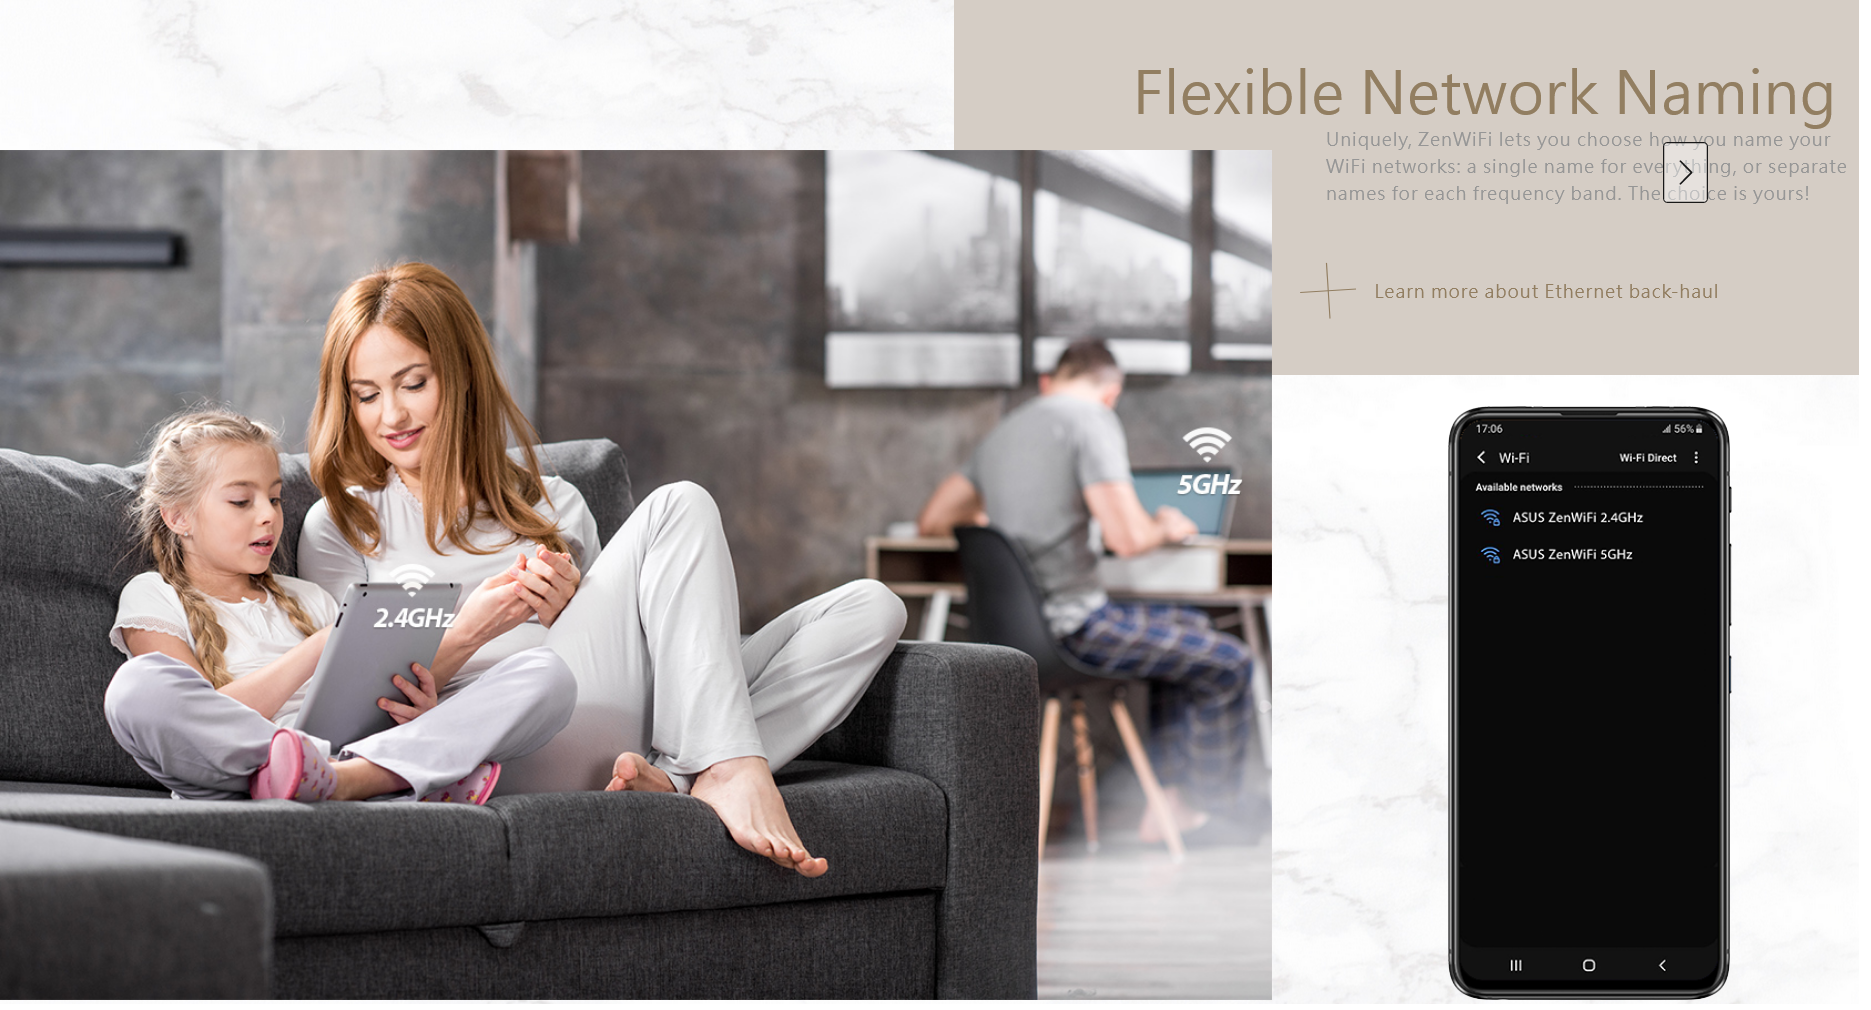 Flexible Network Naming
Uniquely, ZenWiFi lets you choose how you name your
WiFi networks: a single name for everything, or separate
names for each frequency band. The choice is yours!
Learn more about Ethernet back-haul
17:06
56%
Wi-Fi
Wi-Fi Direct
Available networks
ASUS ZenWiFi 2.4GHz
ASUS ZenWiFi 5GHz
5GHz
2.4GHz